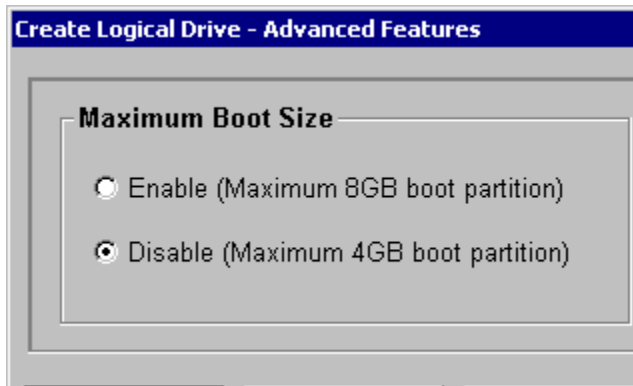 Create Logical Drive - Advanced Features
Maximum Boot Size
Enable (Maximum 8GB boot partition)
Disable (Maximum 4GB boot partition)